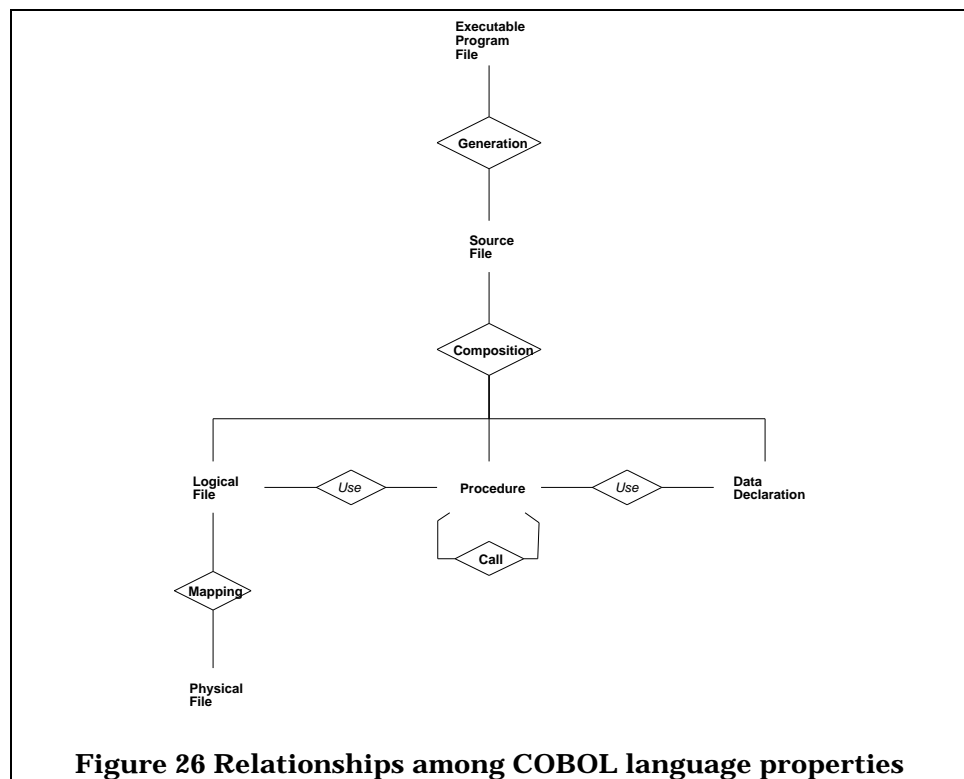 Executable
Program
File
Generation
Source
File
Composition
Logical
File
Use
Procedure
Use
Data
Declaration
Call
Mapping
Physical
File
Figure 26 Relationships among COBOL language properties